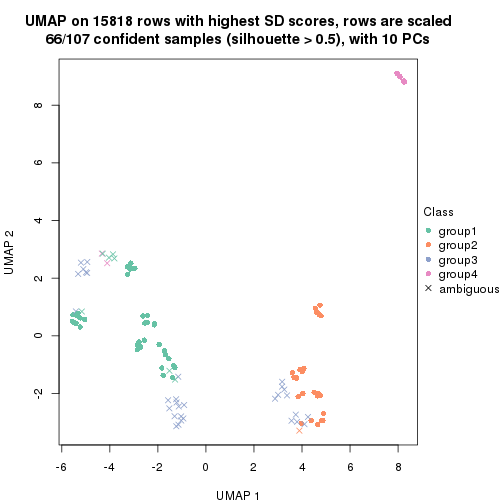 UMAP on 15818 rows with highest SD scores, rows are scaled
66/107 confident samples (silhouette > 0.5), with 10 PCs
8
6
4
2
0
-2
UMAP 2
-6 -4 -2 0 2 4 6 8
UMAP 1
Class
group1
group2
group3
group4
ambiguous